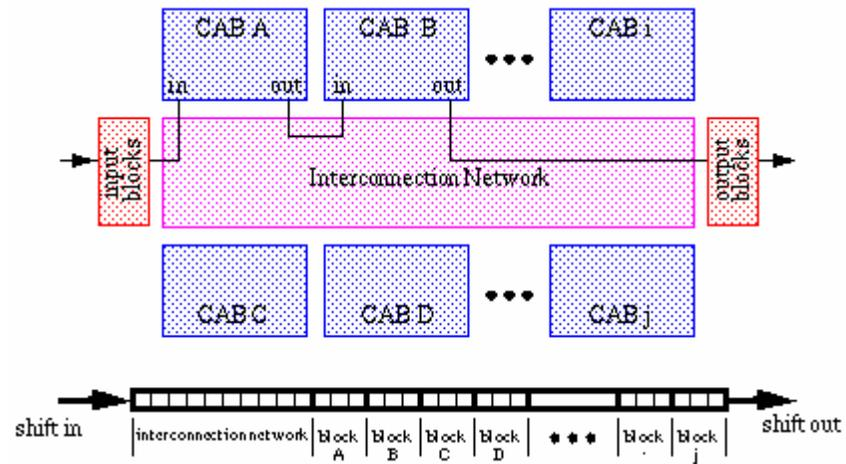 CAB A
CAB B
CAB i
in
out
in
out
input
blocks
Interconnection Network
output
blocks
CAB C
CAB D
CAB j
shift in
shift out
interconnection network
block
A
block
B
block
C
block
D
block
block
j